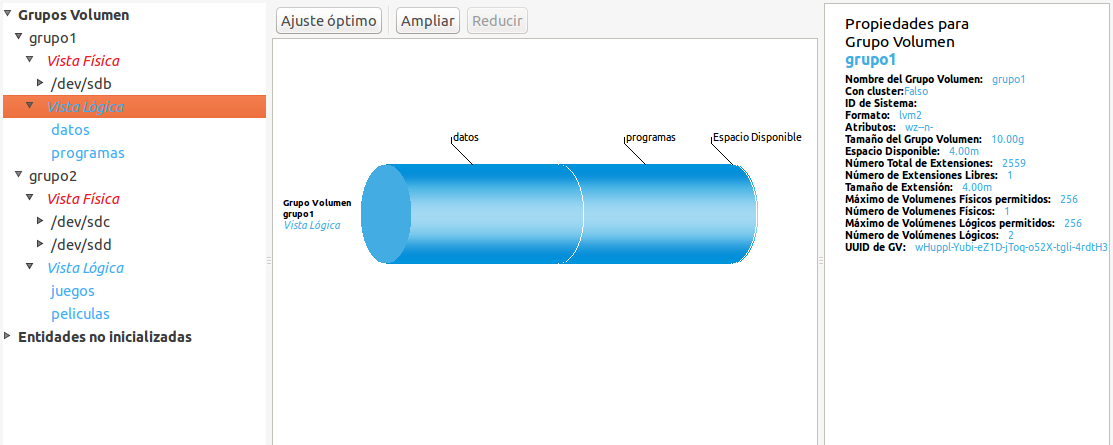 Grupos Volumen
grupo1
Vista Física
/dev/sdb
Vista Lógica
datos
programas
grupo2
Vista Física
/dev/sdc
/dev/sdd
Vista Lógica
juegos
peliculas
Entidades no inicializadas
Ajuste óptimo
Ampliar
Reducir
datos
programas
Espacio Disponible
Grupo Volumen
grupo1
Vista Lògica
Propiedades para
Grupo Volumen
grupo1
Nombre del Grupo Volumen: grupo1
Con cluster:Falso
ID de Sistema:
Formato: lvm2
Atributos: wz--n-
Tamaño del Grupo Volumen: 10.00g
Espacio Disponible: 4.00m
Número Total de Extensiones: 2559
Número de Extensiones Libres: 1
Tamaño de Extensión: 4.00m
Máximo de Volumenes Físicos permitidos: 256
Número de Volúmenes Físicos: 1
Máximo de Volúmenes Lógicos permitidos: 256
Número de Volúmenes Lógicos: 2
UUID de GV: wHuppl-Yubi-eZ1D-jToq-o52X-tgli-4rdtH3